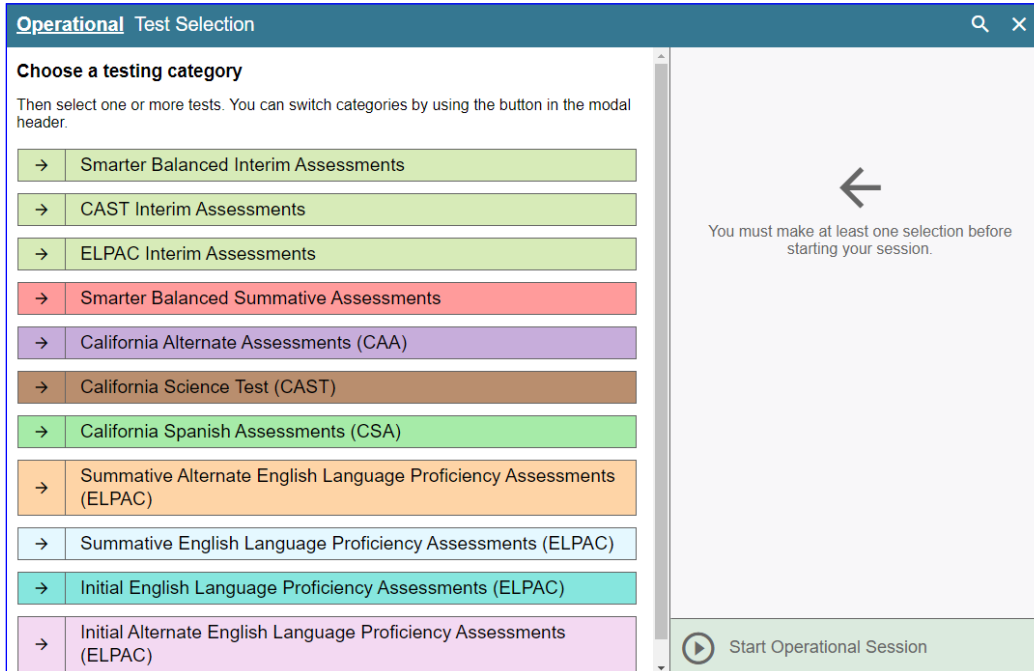 Operational Test Selection
Choose a testing category
Then select one or more tests. You can switch categories by using the button in the modal
header.
Smarter Balanced Interim Assessments
CAST Interim Assessments
ELPAC Interim Assessments
Smarter Balanced Summative Assessments
California Alternate Assessments (CAA)
California Science Test (CAST)
California Spanish Assessments (CSA)
Summative Alternate English Language Proficiency Assessments
(ELPAC)
Summative English Language Proficiency Assessments (ELPAC)
Initial English Language Proficiency Assessments (ELPAC)
Initial Alternate English Language Proficiency Assessments
(ELPAC)
You must make at least one selection before
starting your session.
Start Operational Session